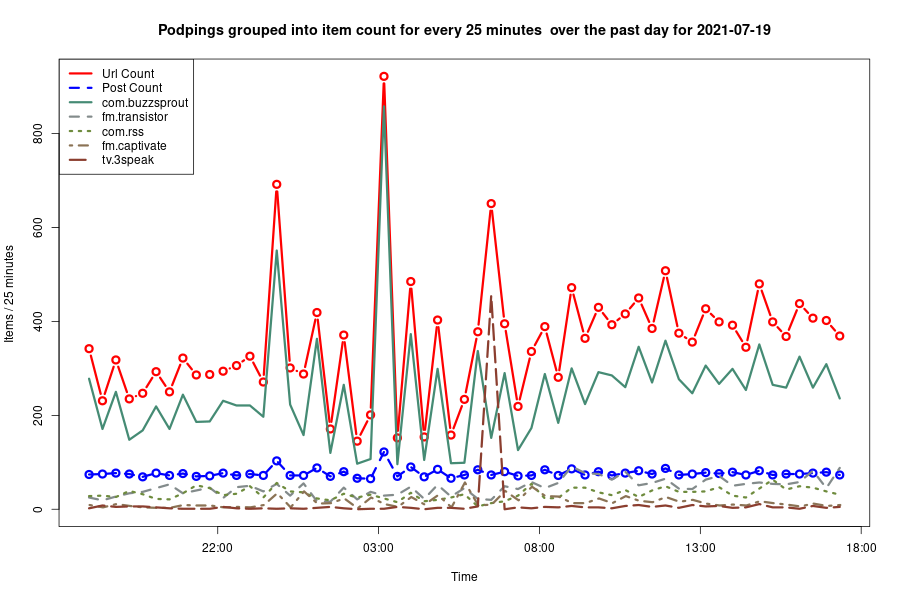 Podpings grouped into item count for every 25 minutes  over the past day for 2021-07-19
Url Count
Post Count
com.buzzsprout
fm.transistor
com.rss
fm.captivate
tv.3speak
Items / 25 minutes
800
600
400
200
0
22:00 03:00 08:00 13:00 18:00
Time